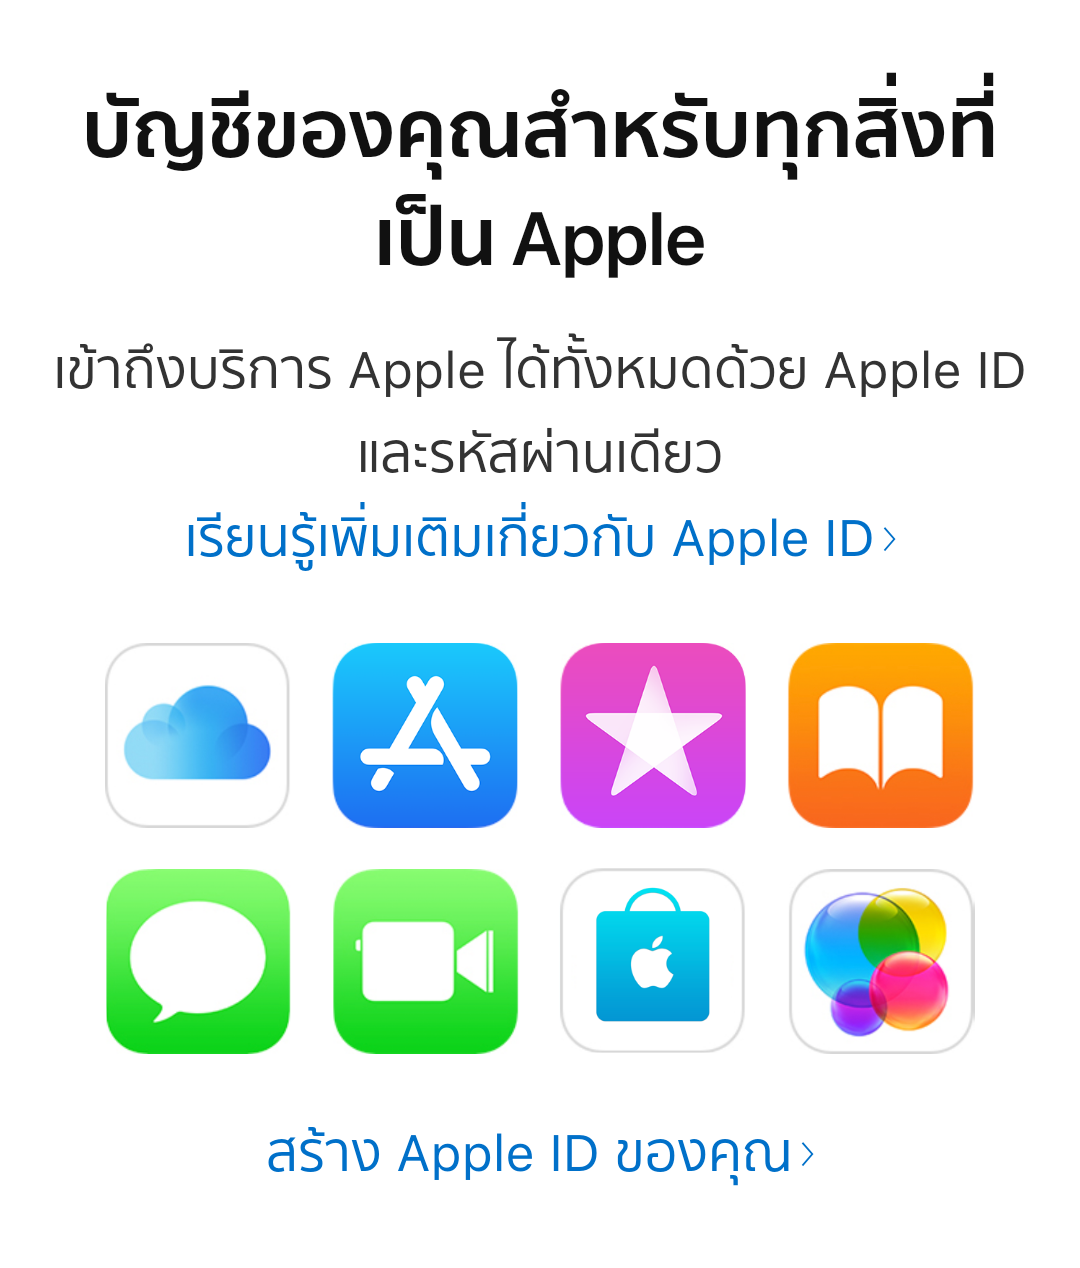 บัญชีของคุณสำหรับทุกสิ่งที่
เป็น Apple
เข้าถึงบริการ Apple ได้ทั้งหมดด้วย Apple ID
และรหัสผ่านเดียว
เรียนรู้เพิ่มเติมเกี่ยวกับ Apple ID >
สร้าง Apple ID ของคุณ >